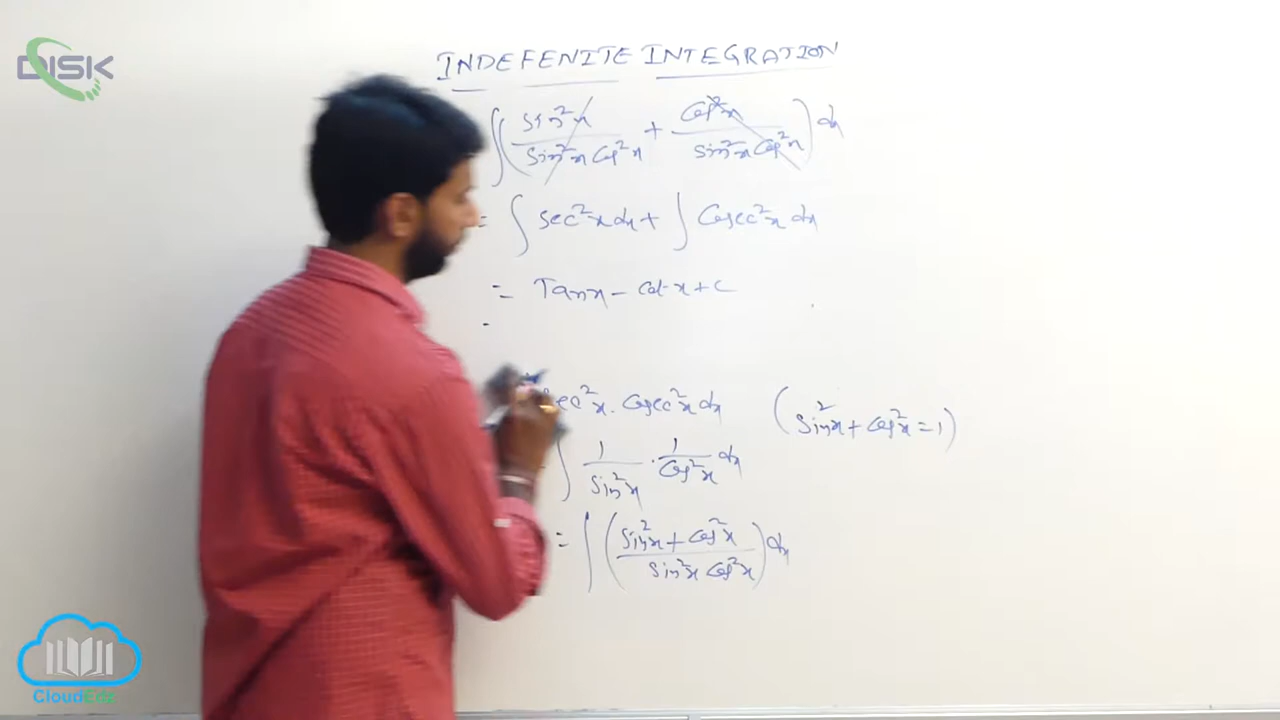 DISK
INDEFENITE INTEGRATION
∫(sin²x/sin²x Cos²x + Cos²x/sin²x Cos²x) dx
= ∫ sec²x dx + ∫ Cosec²x dx
= Tanx - Cot x + c
sec²x . Cosec²x dx (sin²x + Cos²x = 1)
∫ 1/sin²x . 1/Cos²x dx
= ∫ (sin²x + Cos²x / sin²x Cos²x) dx
CloudEdz